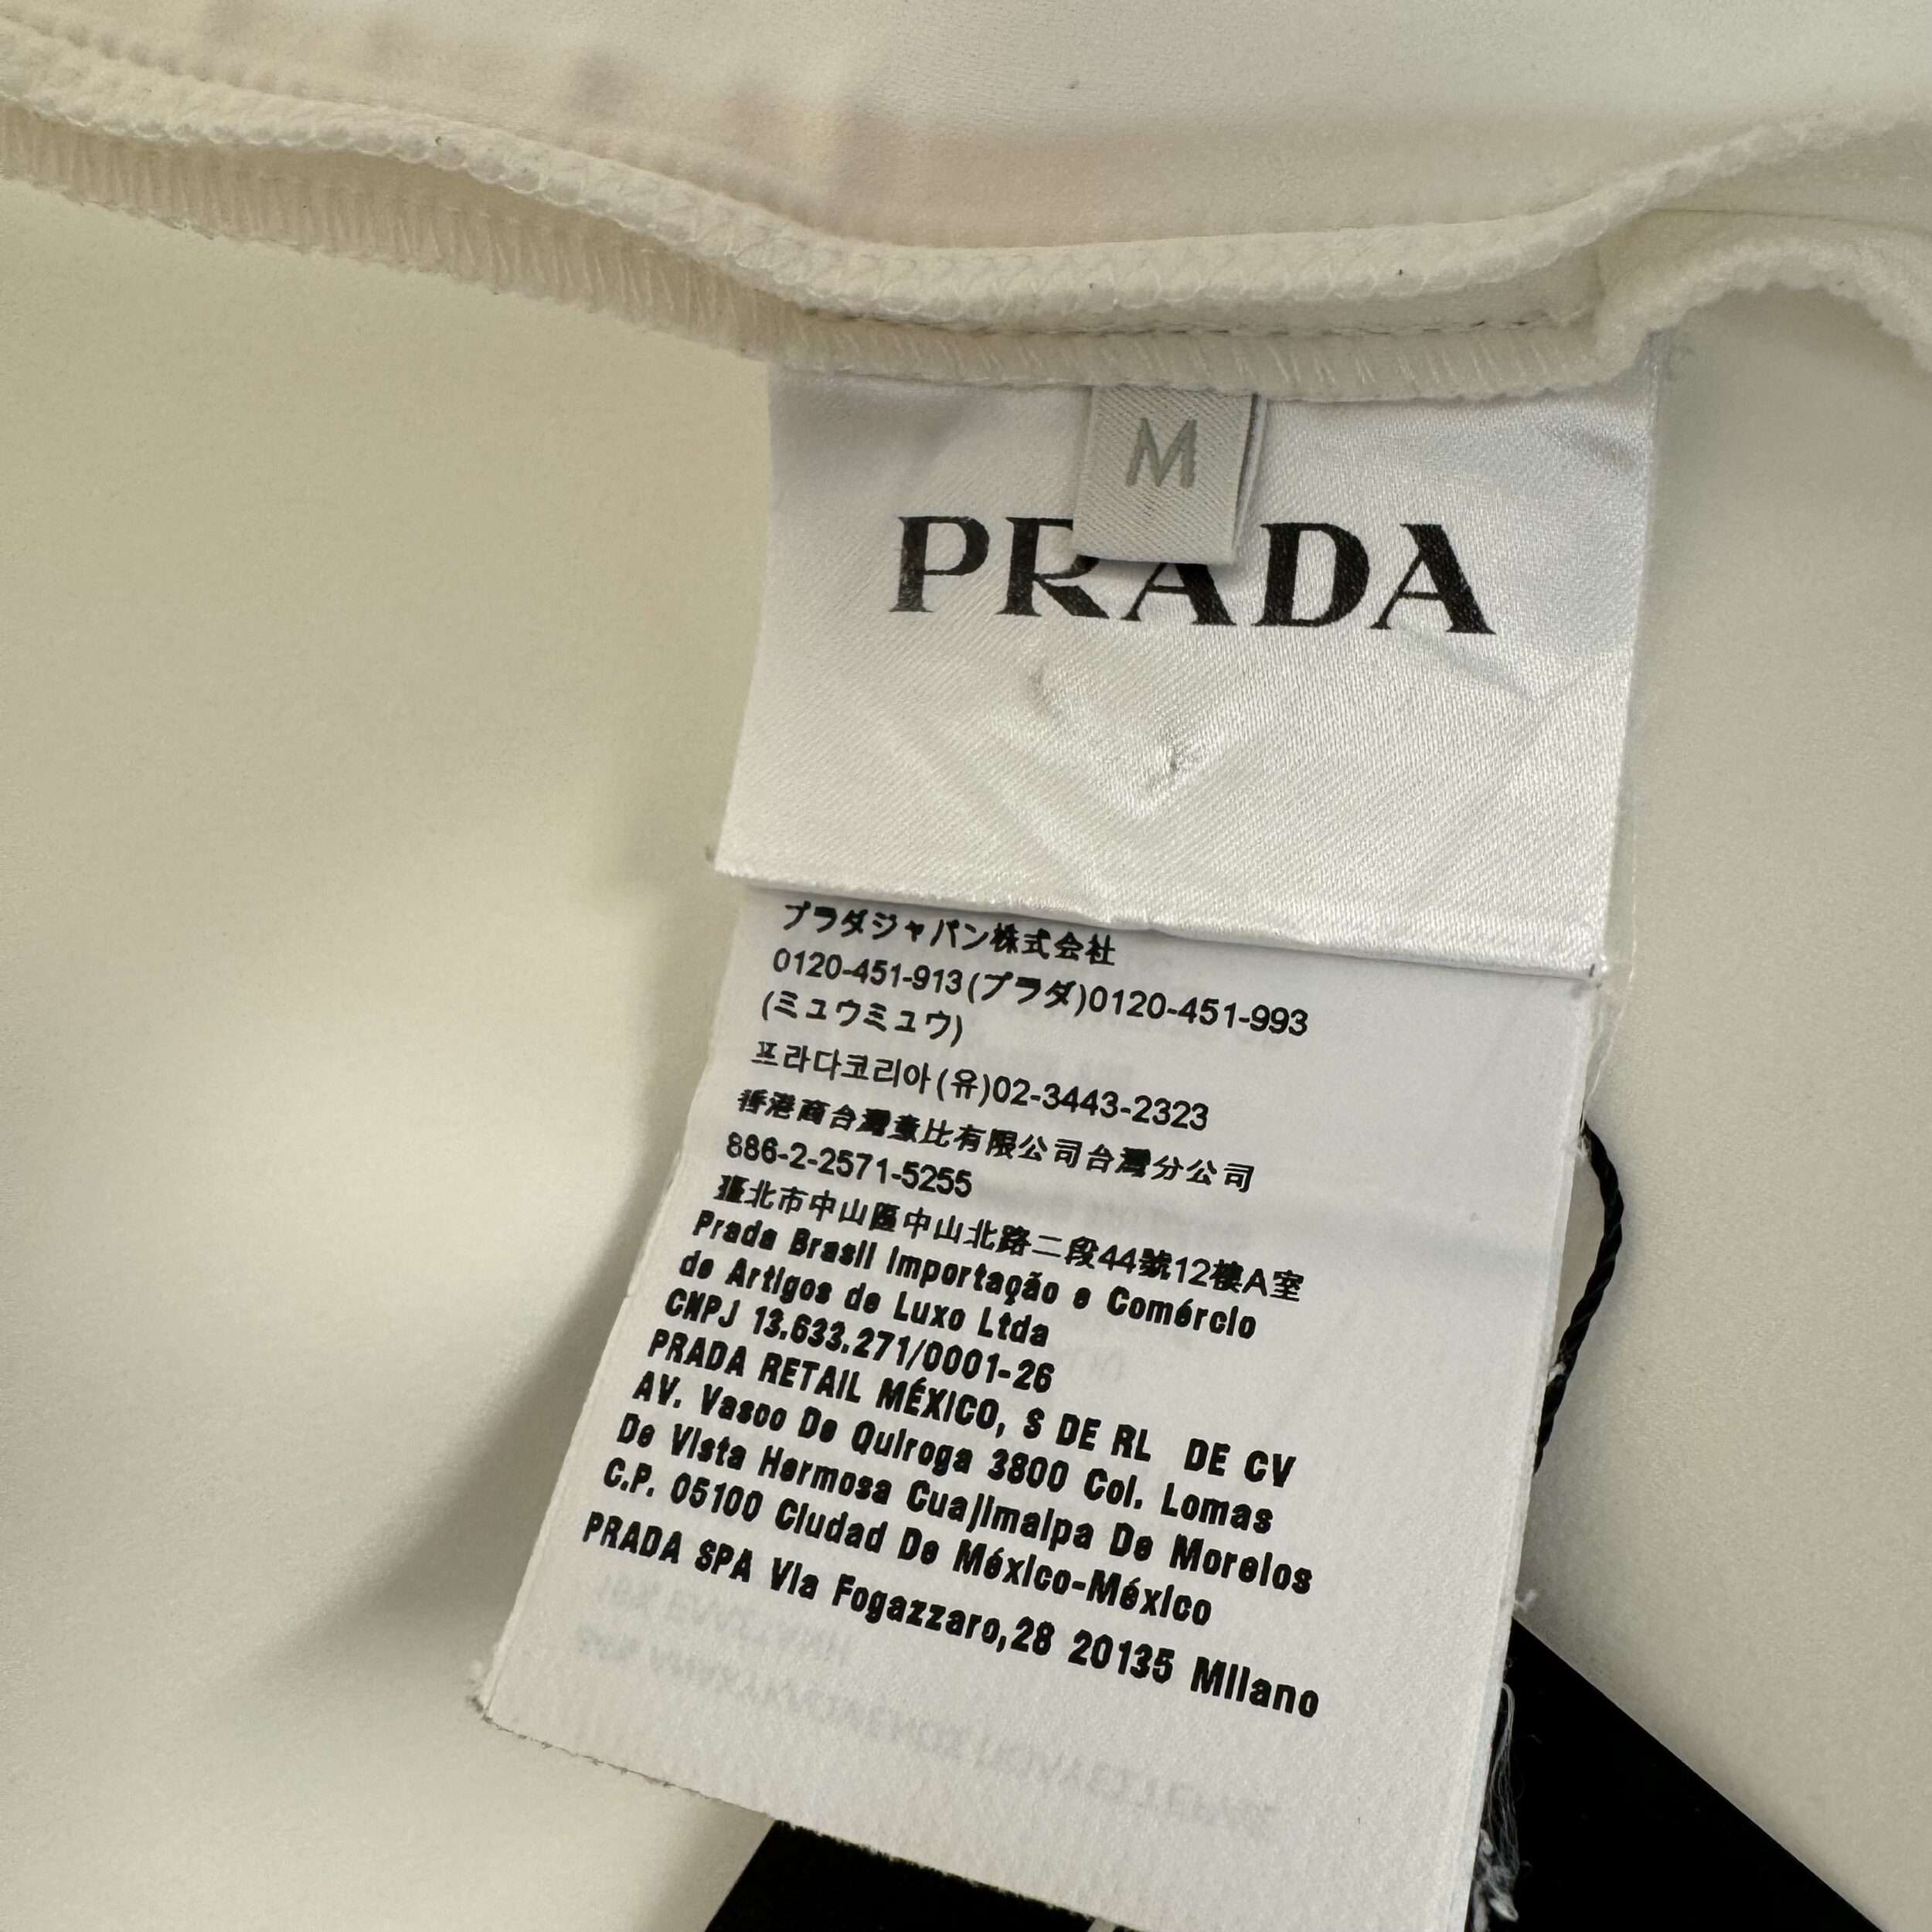 M
PRADA
プラダジャパン株式会社
0120-451-913(プラダ)0120-451-993
(ミュウミュウ)
프라다코리아(유)02-3443-2323
香港商台灣 比有限公司台灣分公司
886-2-2571-5255
臺北市中山區中山北路二段44號12樓A室
Prada Brasil Importação e Comércio
de Artigos de Luxo Ltda
CNPJ 13.633.271/0001-26
PRADA RETAIL MÉXICO, S DE RL DE CV
AV. Vasco De Quiroga 3800 Col. Lomas
De Vista Hermosa Cuajimalpa De Morelos
C.P. 05100 Ciudad De México-México
PRADA SPA Via Fogazzaro,28 20135 Milano